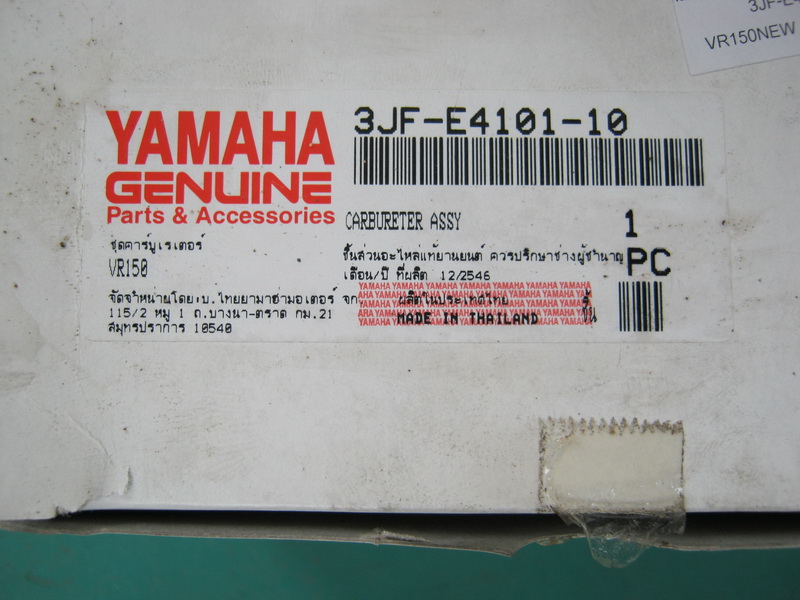 3JF-E4
VR150NEW
YAMAHA
GENUINE
Parts & Accessories
3JF-E4101-10
CARBURETER ASSY
1
PC
ชุดคาร์บูเรเตอร์
VR150
ชิ้นส่วนอะไหล่แท้ยานยนต์ ควรปรึกษาช่างผู้ชำนาญ
เดือน/ปี ที่ผลิต 12/2546
จัดจำหน่ายโดย:บ.ไทยยามาฮ่ามอเตอร์ จก
115/2 หมู่ 1 ถ.บางนา-ตราด กม.21
สมุทรปราการ 10540
ผลิตในประเทศไทย
MADE IN THAILAND